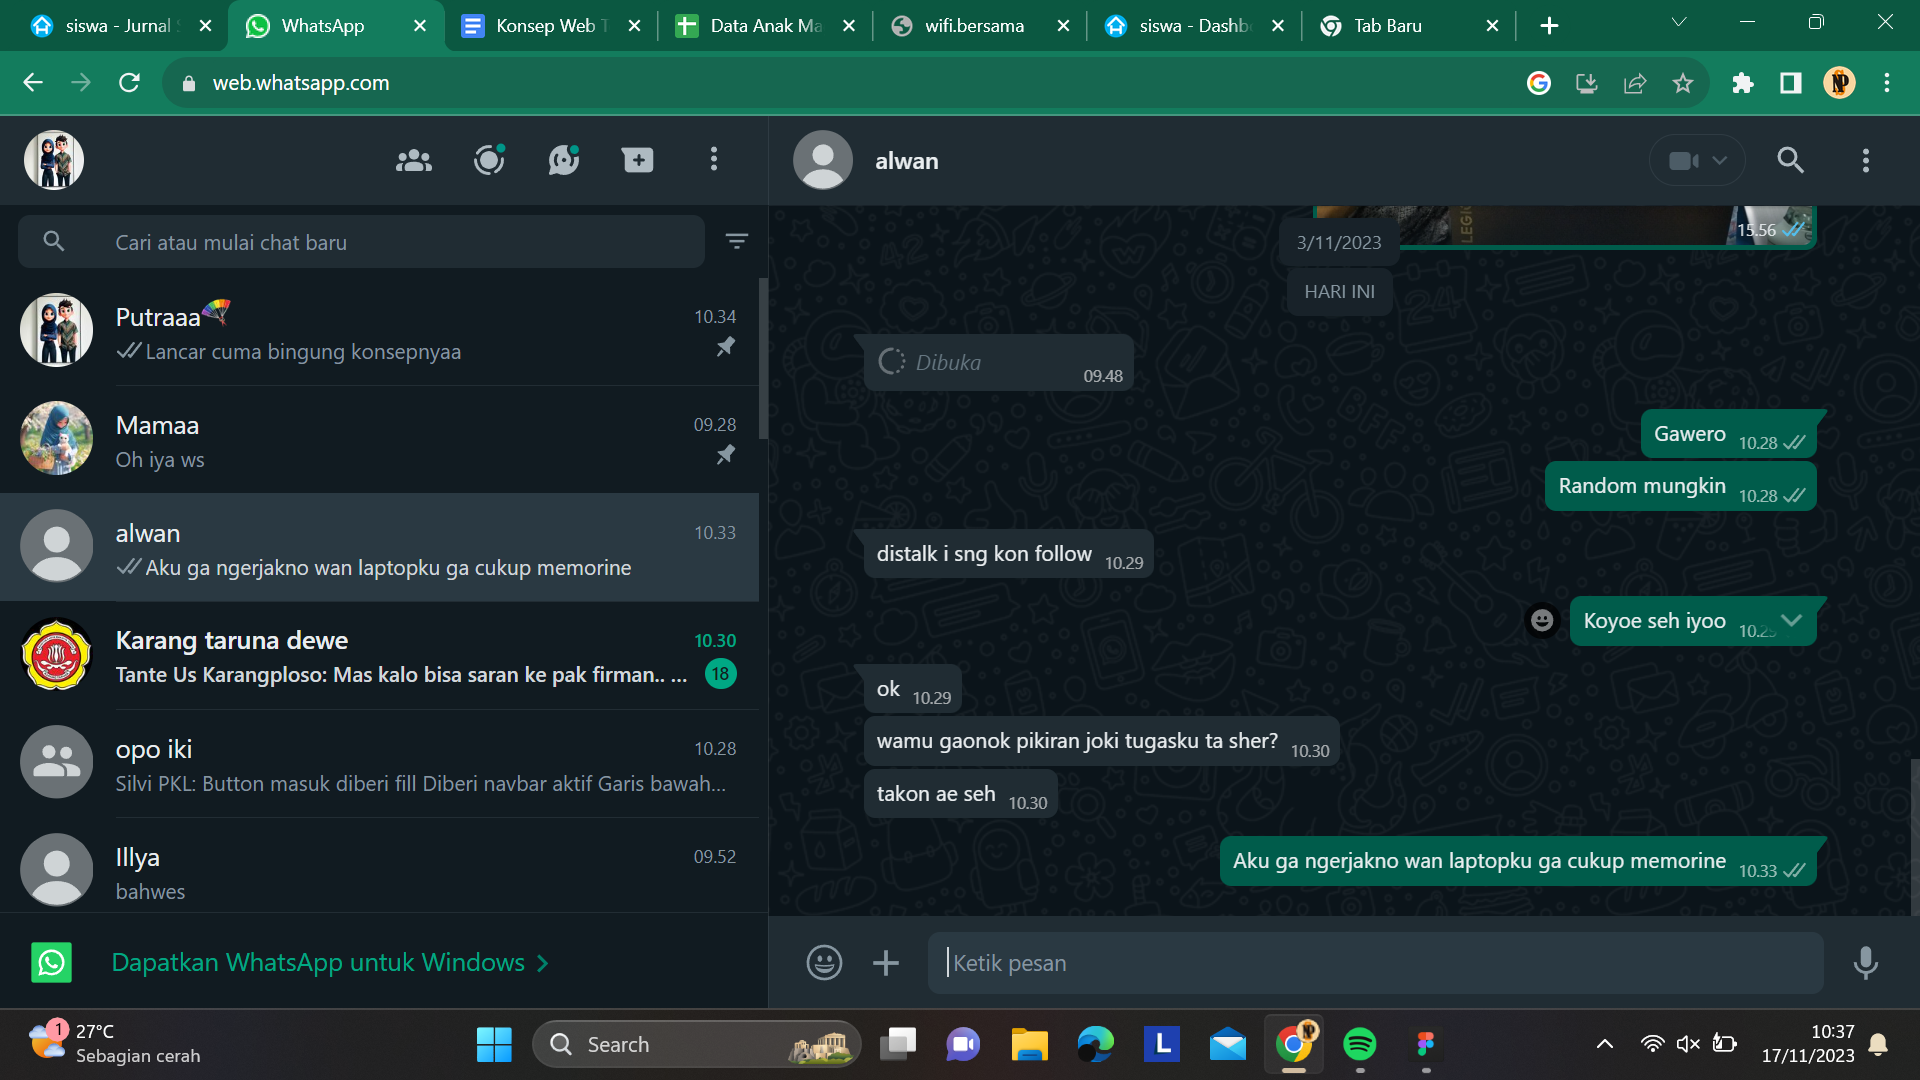 siswa - Jurnal
WhatsApp
Konsep Web
Data Anak Ma
wifi.bersama
siswa - Dashb
Tab Baru
web.whatsapp.com
alwan
LEGI
15.56
3/11/2023
HARI INI
Cari atau mulai chat baru
Putraaa
10.34
Lancar cuma bingung konsepnyaa
Mamaa
09.28
Oh iya ws
alwan
10.33
Aku ga ngerjakno wan laptopku ga cukup memorine
Karang taruna dewe
10.30
Tante Us Karangploso: Mas kalo bisa saran ke pak firman.. ...
18
opo iki
10.28
Silvi PKL: Button masuk diberi fill Diberi navbar aktif Garis bawah...
Illya
09.52
bahwes
Dapatkan WhatsApp untuk Windows
Dibuka
09.48
Gawero 10.28
Random mungkin 10.28
distalk i sng kon follow 10.29
Koyoe seh iyoo
ok 10.29
wamu gaonok pikiran joki tugasku ta sher? 10.30
takon ae seh 10.30
Aku ga ngerjakno wan laptopku ga cukup memorine 10.33
Ketik pesan
1
27°C
Sebagian cerah
Search
L
10:37
17/11/2023